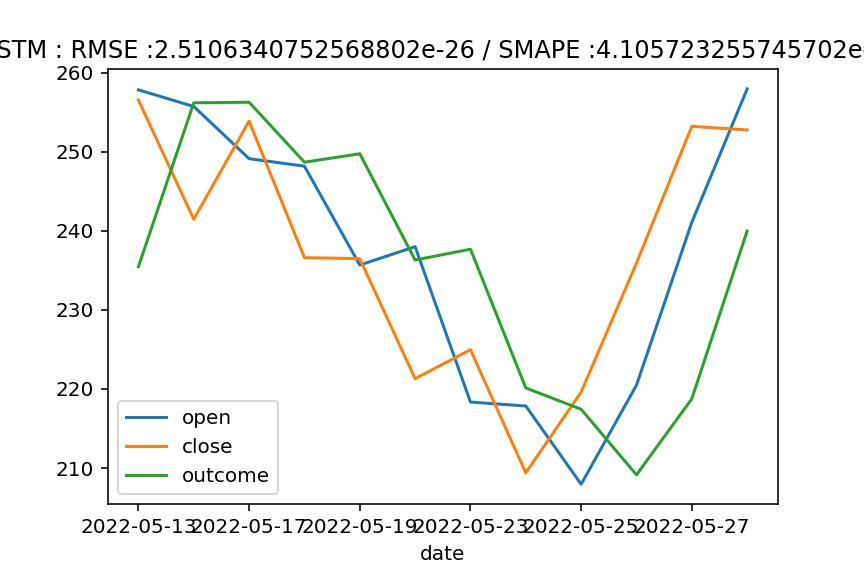 STM : RMSE :2.5106340752568802e-26 / SMAPE :4.105723255745702e
260
250
240
230
220
210
open
close
outcome
2022-05-13 2022-05-17 2022-05-19 2022-05-23 2022-05-25 2022-05-27
date